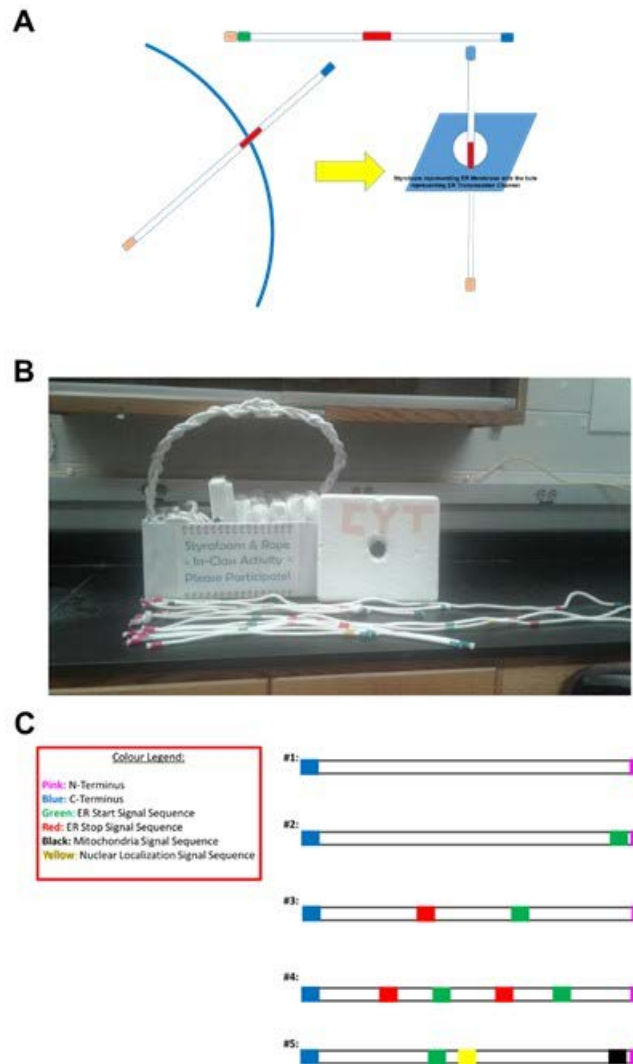 A
Styrofoam representing ER Membrane with the hole
representing ER Translocation Channel
B
CYT
Styrofoam & Rope
In-Class Activity
Please Participate!
C
Colour Legend:
Pink: N-Terminus
Blue: C-Terminus
Green: ER Start Signal Sequence
Red: ER Stop Signal Sequence
Black: Mitochondria Signal Sequence
Yellow: Nuclear Localization Signal Sequence
#1:
#2
#3:
#4:
#5: